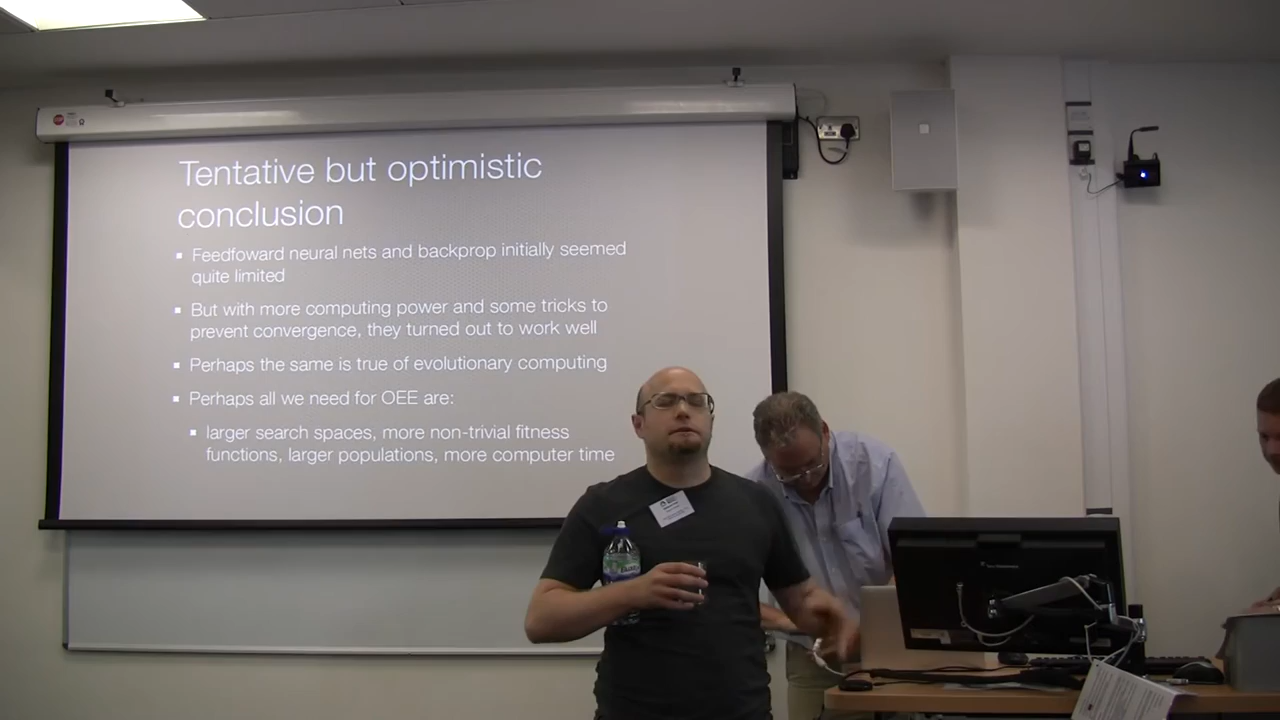 Tentative but optimistic
conclusion
Feedfoward neural nets and backprop initially seemed
quite limited
But with more computing power and some tricks to
prevent convergence, they turned out to work well
Perhaps the same is true of evolutionary computing
Perhaps all we need for OEE are:
larger search spaces, more non-trivial fitness
functions, larger populations, more computer time